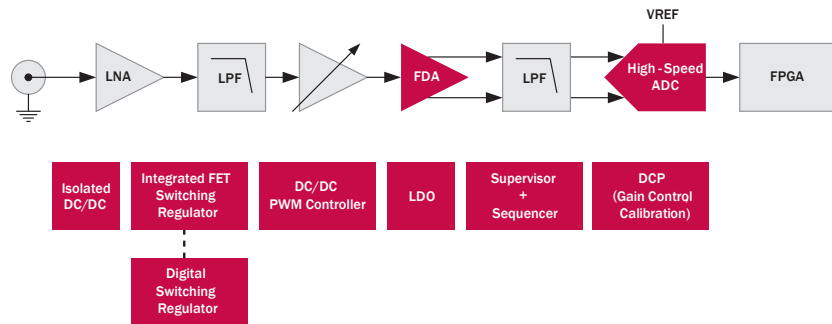 VREF
LNA
LPF
FDA
LPF
High-Speed
ADC
FPGA
Isolated
DC/DC
Integrated FET
Switching
Regulator
DC/DC
PWM Controller
LDO
Supervisor
+
Sequencer
DCP
(Gain Control
Calibration)
Digital
Switching
Regulator